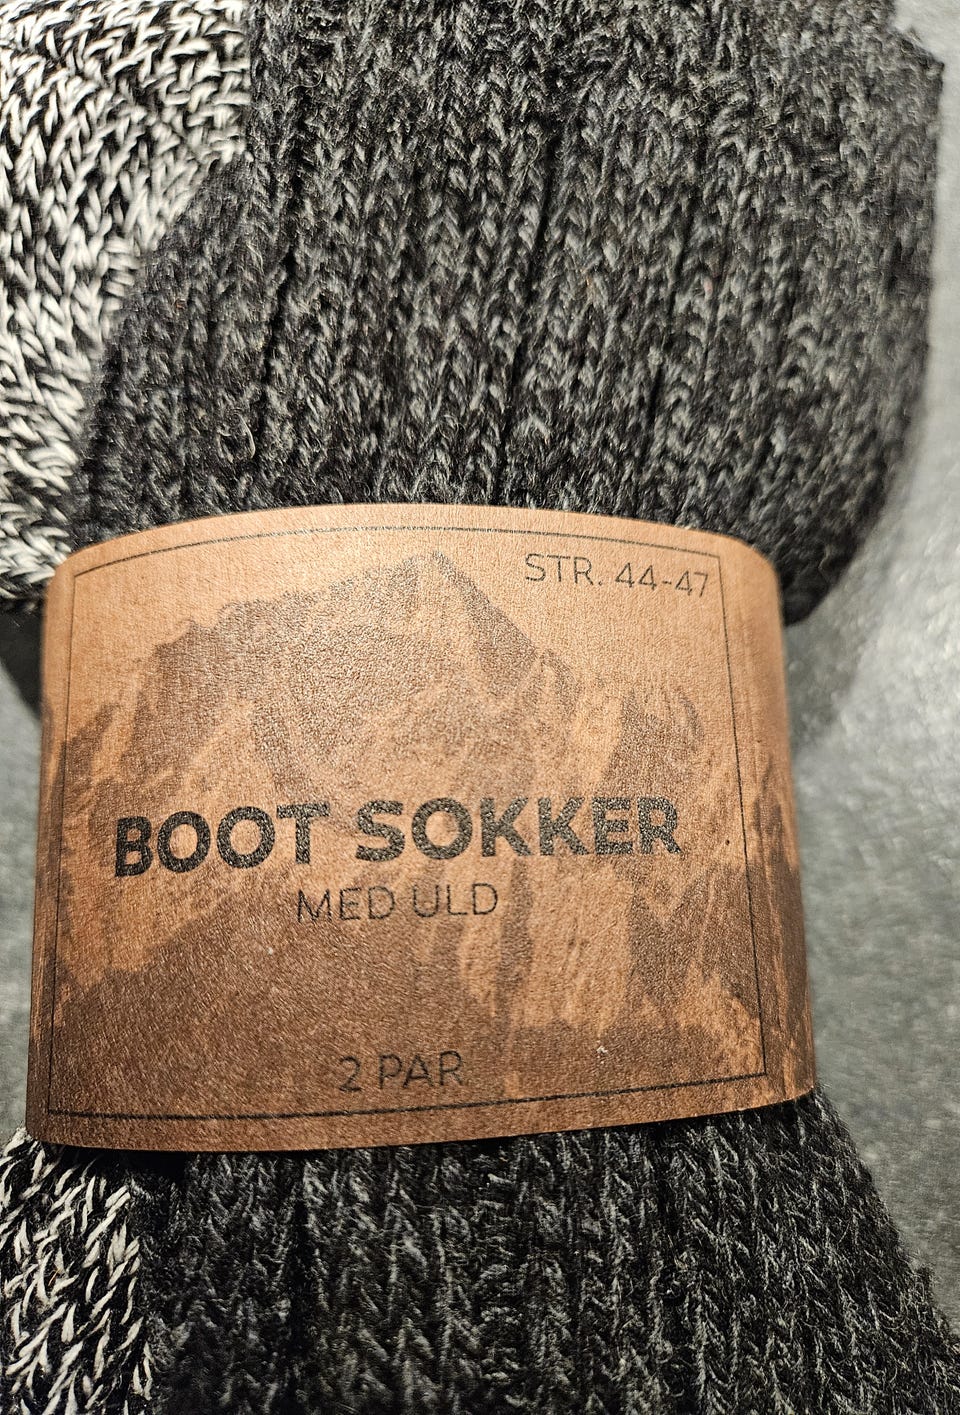 STR. 44-47
BOOT SOKKER
MED ULD
2 PAR